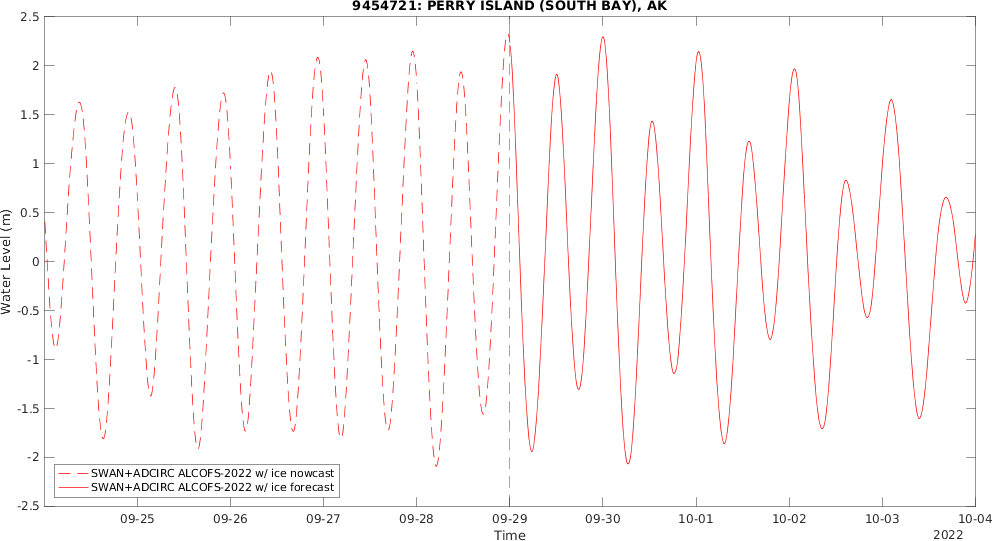 9454721: PERRY ISLAND (SOUTH BAY), AK
2.5
2
1.5
1
0.5
0
-0.5
-1
-1.5
-2
-2.5
Water Level (m)
SWAN+ADCIRC ALCOFS-2022 w/ ice nowcast
SWAN+ADCIRC ALCOFS-2022 w/ ice forecast
09-25 09-26 09-27 09-28 09-29 09-30 10-01 10-02 10-03 10-04
Time
2022